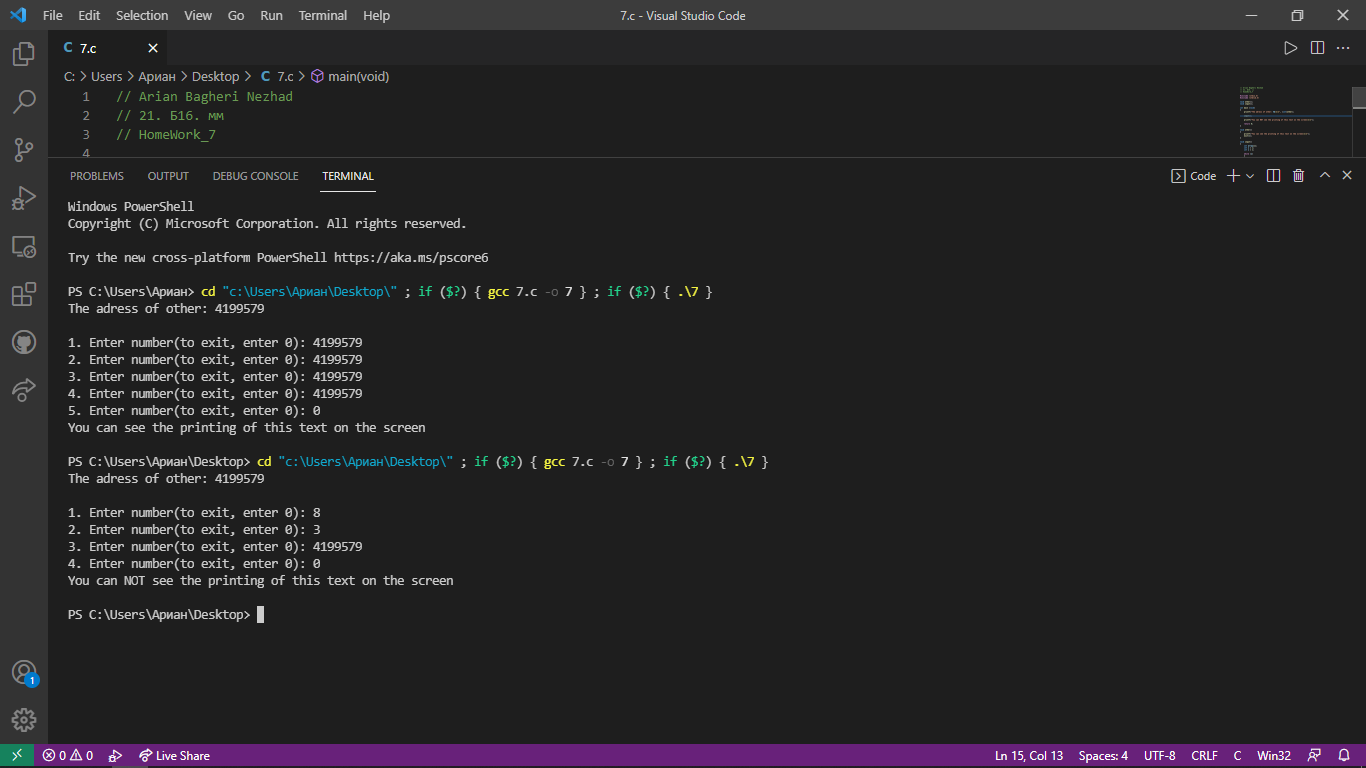 File Edit Selection View Go Run Terminal Help 7.c - Visual Studio Code
C 7.c
C: > Users > Ариан > Desktop > C 7.c > main(void)
1 // Arian Bagheri Nezhad
2 // 21. Б16. мм
3 // HomeWork_7
4
PROBLEMS OUTPUT DEBUG CONSOLE TERMINAL Code
Windows PowerShell
Copyright (C) Microsoft Corporation. All rights reserved.
Try the new cross-platform PowerShell https://aka.ms/pscore6
PS C:\Users\Ариан> cd "c:\Users\Ариан\Desktop\" ; if ($?) { gcc 7.c -o 7 } ; if ($?) { .\7 }
The adress of other: 4199579
1. Enter number(to exit, enter 0): 4199579
2. Enter number(to exit, enter 0): 4199579
3. Enter number(to exit, enter 0): 4199579
4. Enter number(to exit, enter 0): 4199579
5. Enter number(to exit, enter 0): 0
You can see the printing of this text on the screen
PS C:\Users\Ариан\Desktop> cd "c:\Users\Ариан\Desktop\" ; if ($?) { gcc 7.c -o 7 } ; if ($?) { .\7 }
The adress of other: 4199579
1. Enter number(to exit, enter 0): 8
2. Enter number(to exit, enter 0): 3
3. Enter number(to exit, enter 0): 4199579
4. Enter number(to exit, enter 0): 0
You can NOT see the printing of this text on the screen
PS C:\Users\Ариан\Desktop>
1
0 0 Live Share Ln 15, Col 13 Spaces: 4 UTF-8 CRLF C Win32